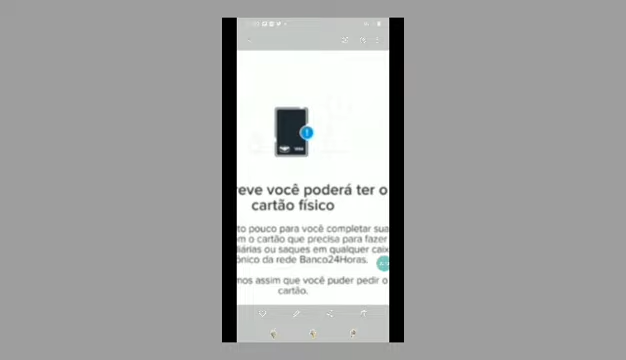 eve você poderá ter o
cartão físico
to pouco para você completar sua
m o cartão que precisa para fazer
diárias ou saques em qualquer caix
ônico da rede Banco24Horas.
mos assim que você puder pedir o
cartão.